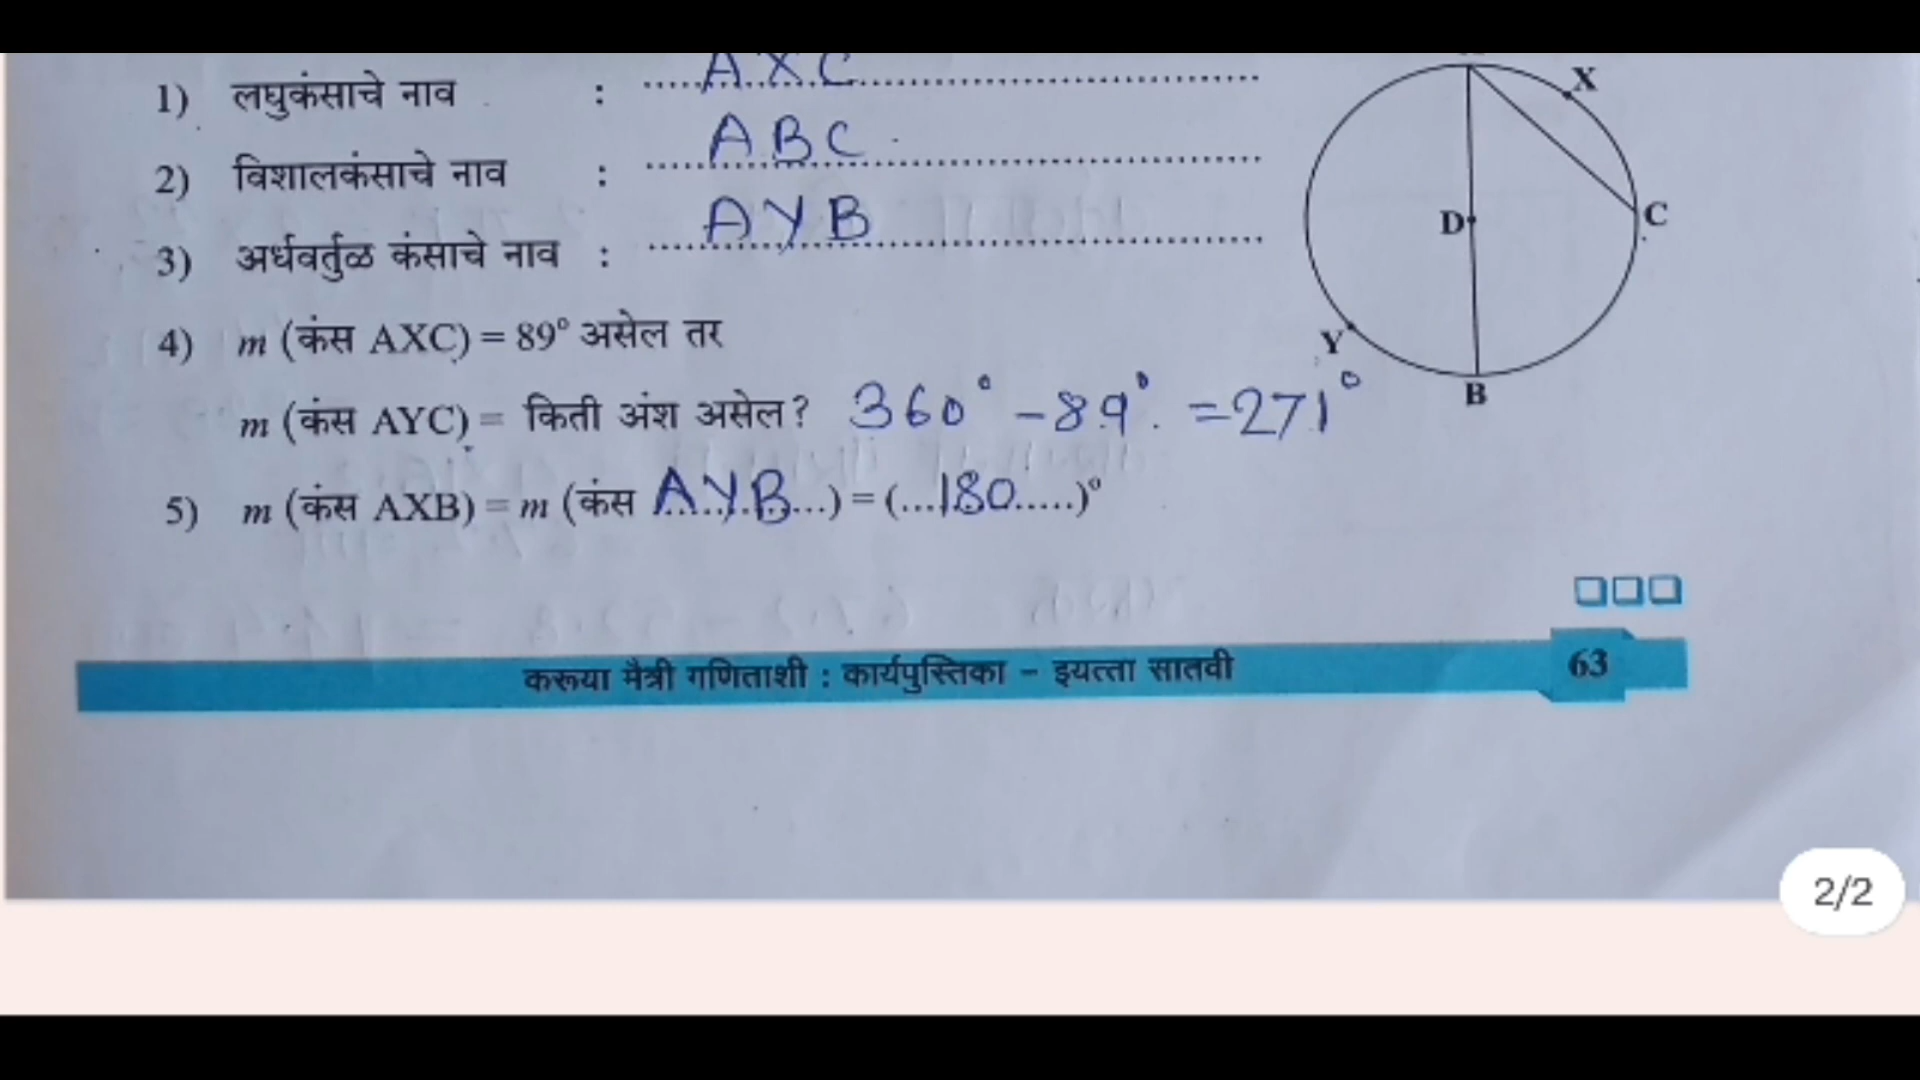 1) लघुकंसाचे नाव : AXC
2) विशालकंसाचे नाव : ABC
3) अर्धवर्तुळ कंसाचे नाव : AYB
4) m (कंस AXC) = 89° असेल तर
m (कंस AYC) = किती अंश असेल? 360° - 89° = 271°
5) m (कंस AXB) = m (कंस AYB...) = (...180.....)°
X
C
D
Y
B
करूया मैत्री गणिताशी : कार्यपुस्तिका - इयत्ता सातवी 63
2/2